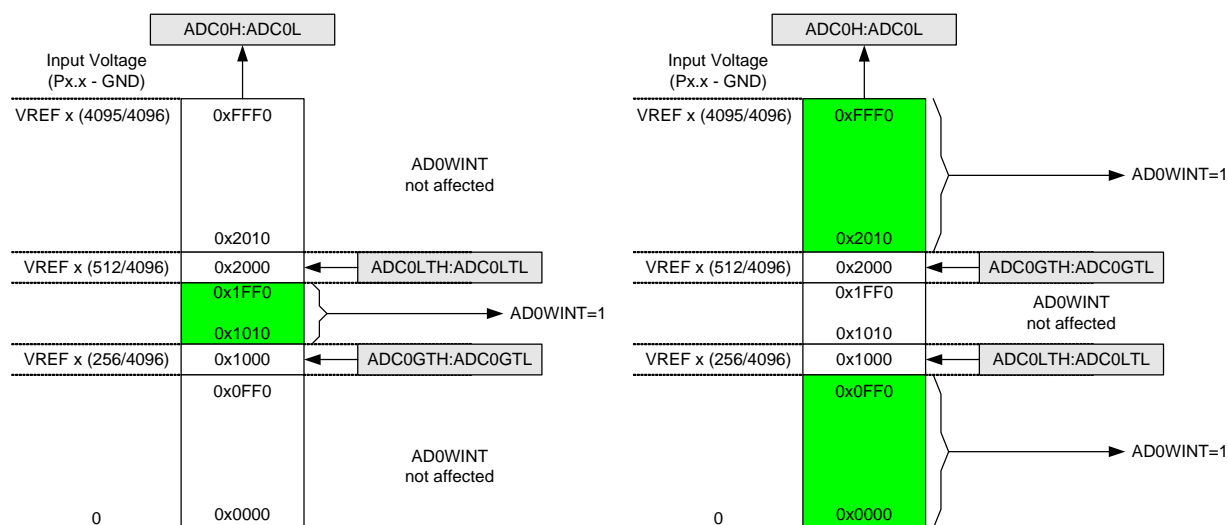 ADC0H:ADC0L
Input Voltage
(Px.x - GND)
VREF x (4095/4096)
0xFFF0
AD0WINT
not affected
0x2010
VREF x (512/4096)
0x2000
ADC0LTH:ADC0LTL
0x1FF0
AD0WINT=1
0x1010
VREF x (256/4096)
0x1000
ADC0GTH:ADC0GTL
0x0FF0
AD0WINT
not affected
0
0x0000
ADC0H:ADC0L
Input Voltage
(Px.x - GND)
VREF x (4095/4096)
0xFFF0
AD0WINT=1
0x2010
VREF x (512/4096)
0x2000
ADC0GTH:ADC0GTL
0x1FF0
AD0WINT
not affected
0x1010
VREF x (256/4096)
0x1000
ADC0LTH:ADC0LTL
0x0FF0
AD0WINT=1
0
0x0000